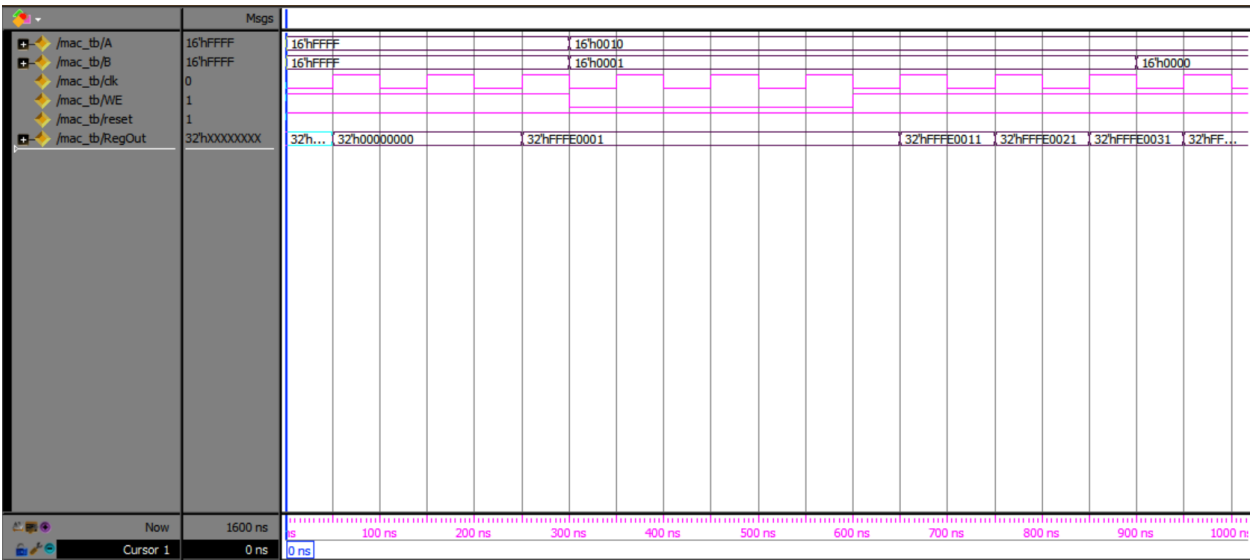 Msgs
/mac_tb/A 16'hFFFF 16'hFFFF 16'h0010
/mac_tb/B 16'hFFFF 16'hFFFF 16'h0001 16'h0000
/mac_tb/clk 0
/mac_tb/WE 1
/mac_tb/reset 1
/mac_tb/RegOut 32'hXXXXXXXX 32'h... 32'h00000000 32'hFFFE0001 32'hFFFE0011 32'hFFFE0021 32'hFFFE0031 32'hFF...
Now 1600 ns ns 100 ns 200 ns 300 ns 400 ns 500 ns 600 ns 700 ns 800 ns 900 ns 1000 n
Cursor 1 0 ns 0 ns